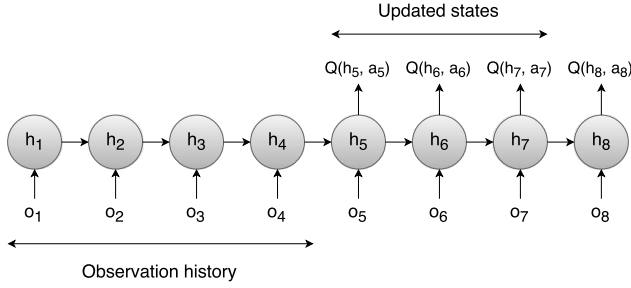 Updated states
Q(h₅, a₅) Q(h₆, a₆) Q(h₇, a₇) Q(h₈, a₈)
h₁ h₂ h₃ h₄ h₅ h₆ h₇ h₈
o₁ o₂ o₃ o₄ o₅ o₆ o₇ o₈
Observation history